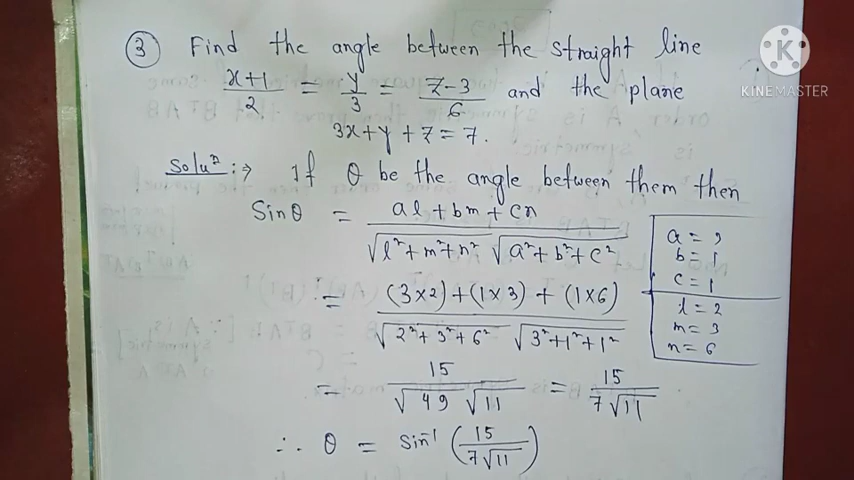 ③ Find the angle between the straight line
(x+1)/2 = y/3 = (z-3)/6 and the plane
3x+y+z=7.
Soluⁿ :⇒ If θ be the angle between them then
Sinθ = (al+bm+cn)/(√(l²+m²+n²) √(a²+b²+c²))
a=3
b=1
c=1
l=2
m=3
n=6
= ((3×2)+(1×3)+(1×6))/(√(2²+3²+6²) √(3²+1²+1²))
= 15/(√49 √11) = 15/(7√11)
∴ θ = Sin⁻¹(15/(7√11))
KINEMASTER